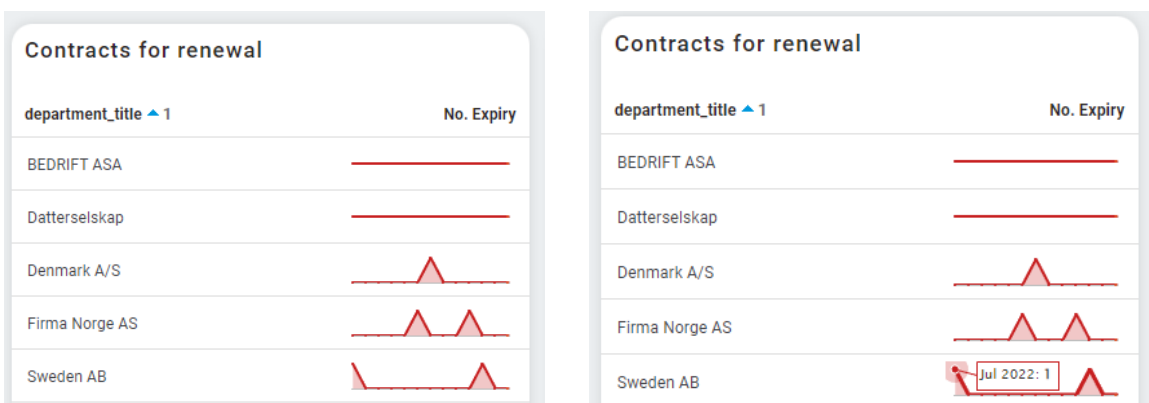 Contracts for renewal
department_title 1 No. Expiry
BEDRIFT ASA
Datterselskap
Denmark A/S
Firma Norge AS
Sweden AB
Contracts for renewal
department_title 1 No. Expiry
BEDRIFT ASA
Datterselskap
Denmark A/S
Firma Norge AS
Sweden AB Jul 2022: 1